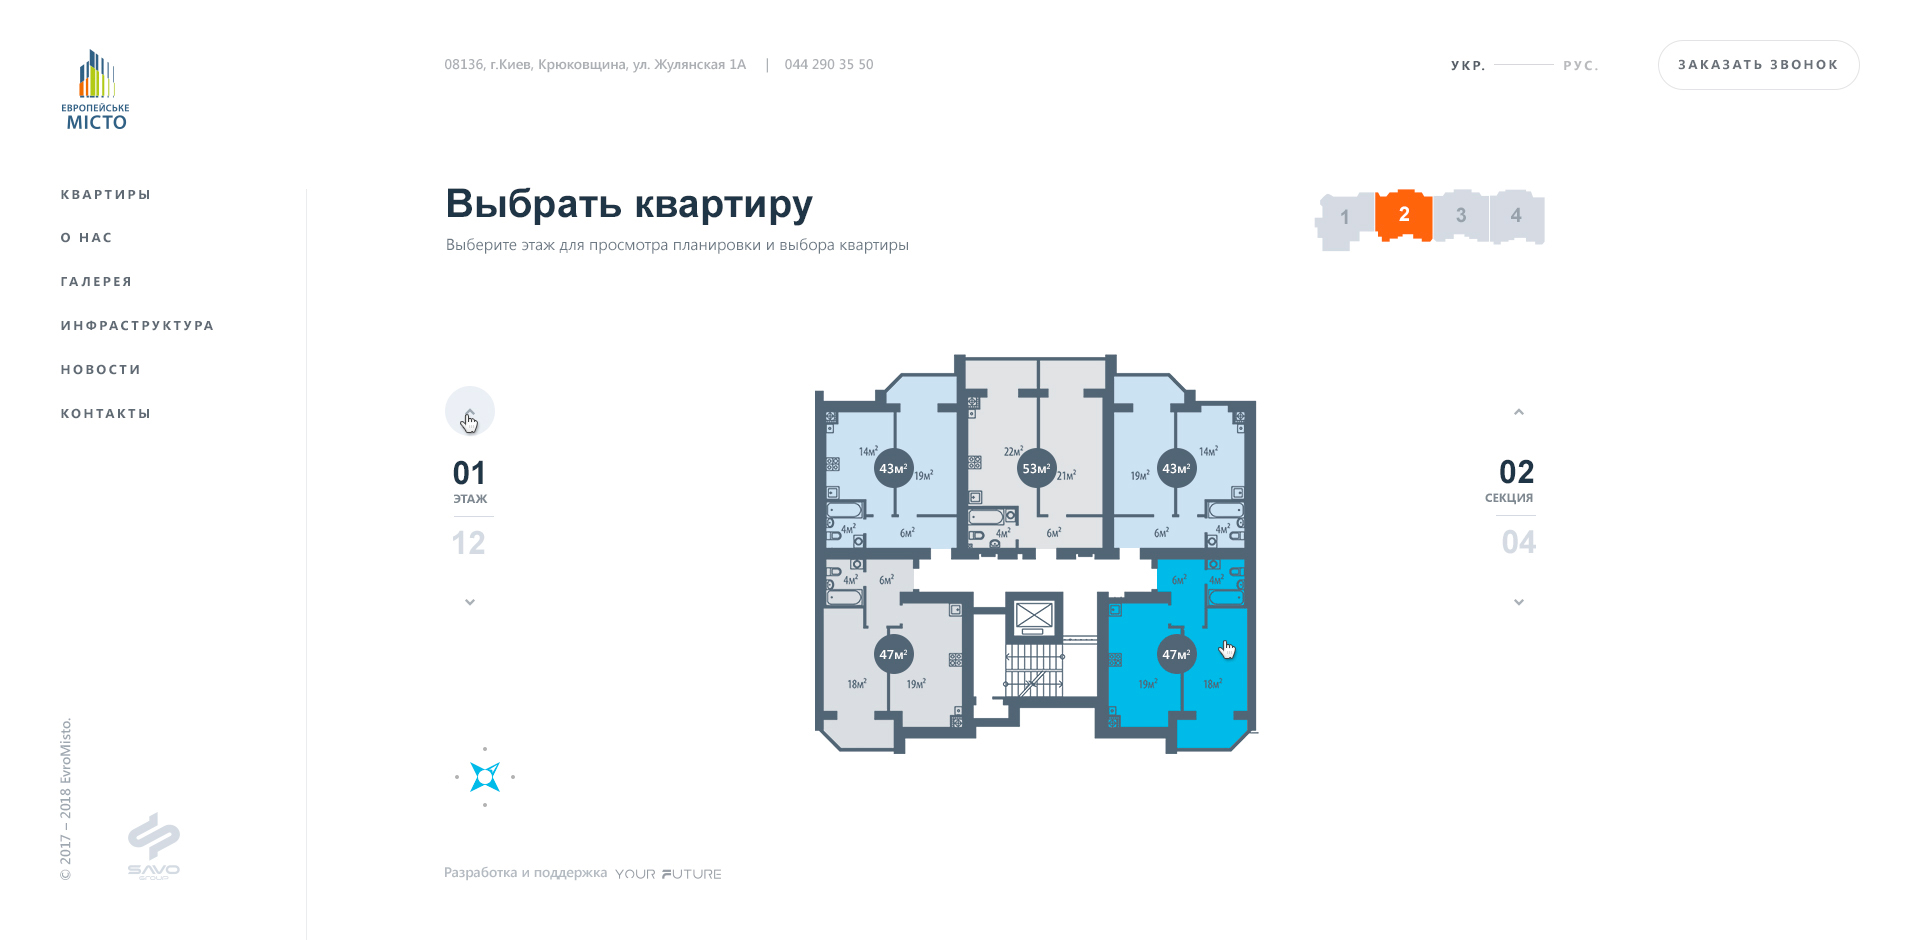 ЕВРОПЕЙСЬКЕ
МІСТО
08136, г.Киев, Крюковщина, ул. Жулянская 1А | 044 290 35 50
УКР. РУС.
ЗАКАЗАТЬ ЗВОНОК
КВАРТИРЫ
О НАС
ГАЛЕРЕЯ
ИНФРАСТРУКТУРА
НОВОСТИ
КОНТАКТЫ
Выбрать квартиру
Выберите этаж для просмотра планировки и выбора квартиры
1 2 3 4
01
ЭТАЖ
12
14м² 43м² 19м²
4м² 6м²
22м² 53м² 21м²
4м² 6м²
19м² 43м² 14м²
6м² 4м²
4м² 6м²
47м²
18м² 19м²
6м² 4м²
47м²
19м² 18м²
02
СЕКЦИЯ
04
© 2017 – 2018 EvroMisto.
SAVO
GROUP
Разработка и поддержка YOUR FUTURE